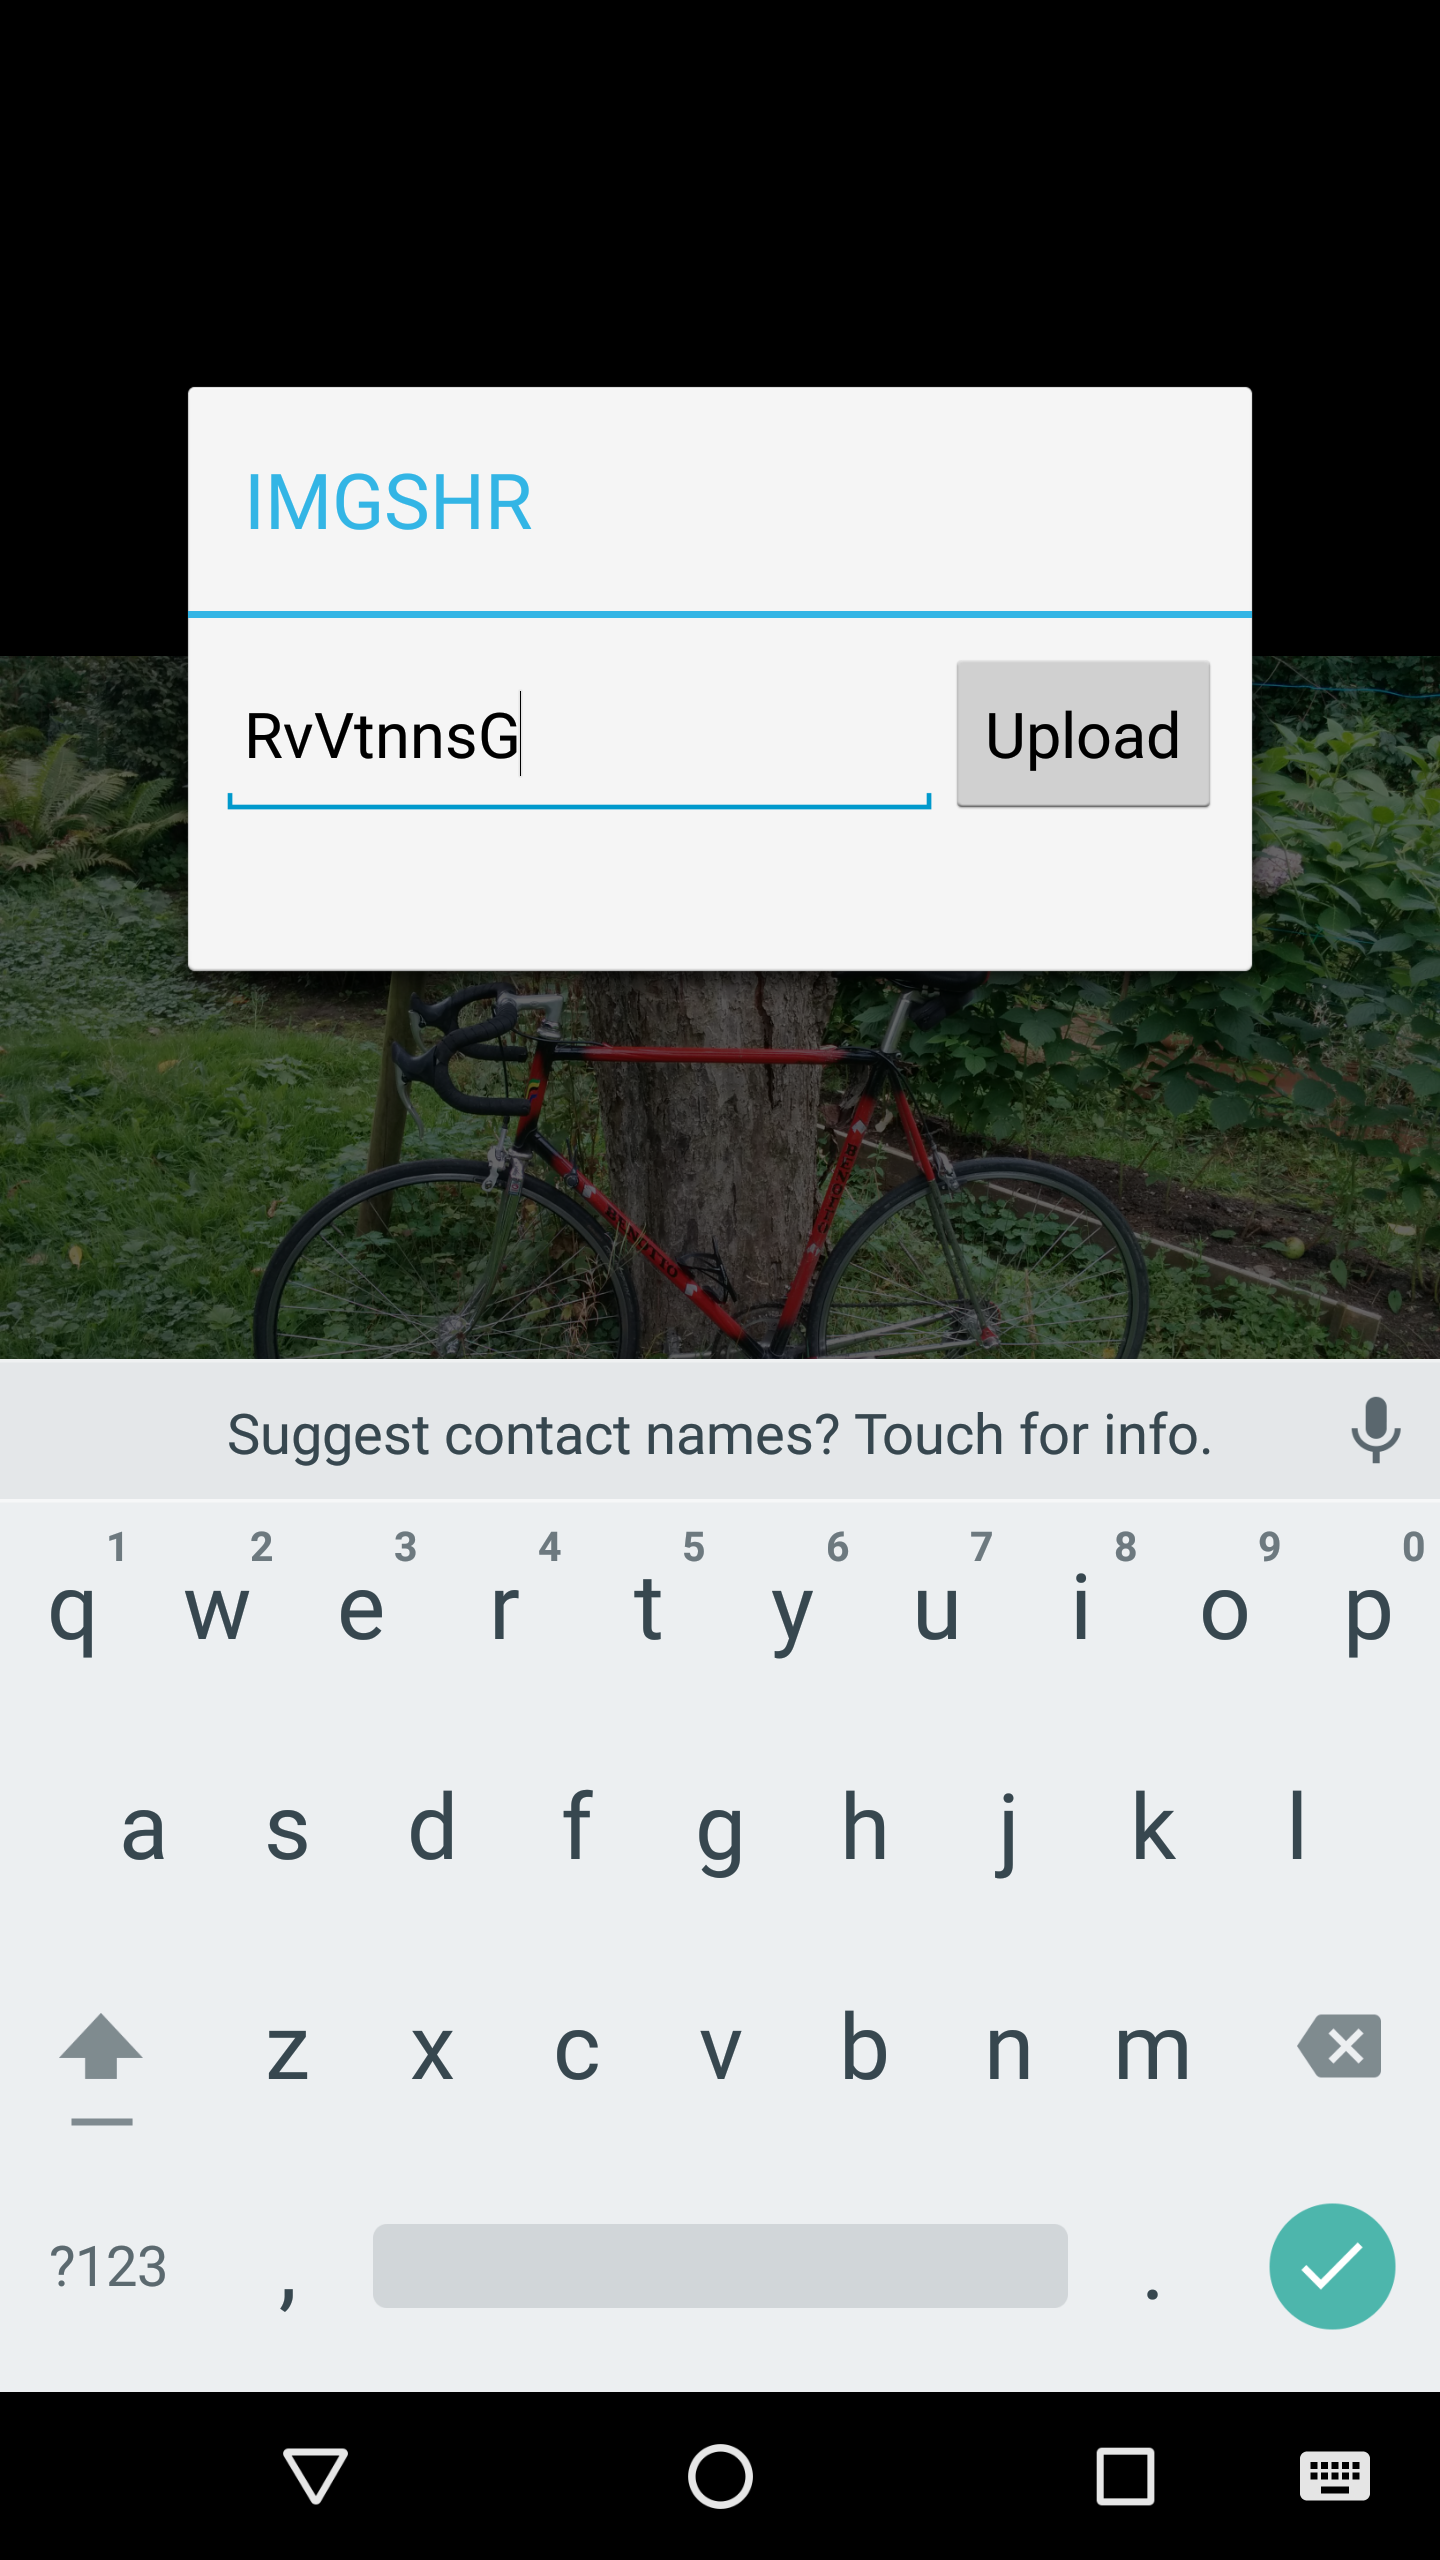 IMGSHR
RvVtnnsG Upload
Suggest contact names? Touch for info.
1 2 3 4 5 6 7 8 9 0
q w e r t y u i o p
a s d f g h j k l
z x c v b n m
?123 , .